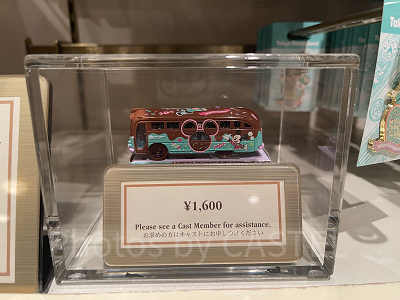 Tok
¥1,600
Please see a Cast Member for assistance.
お求めの方はキャストにお申しつけください